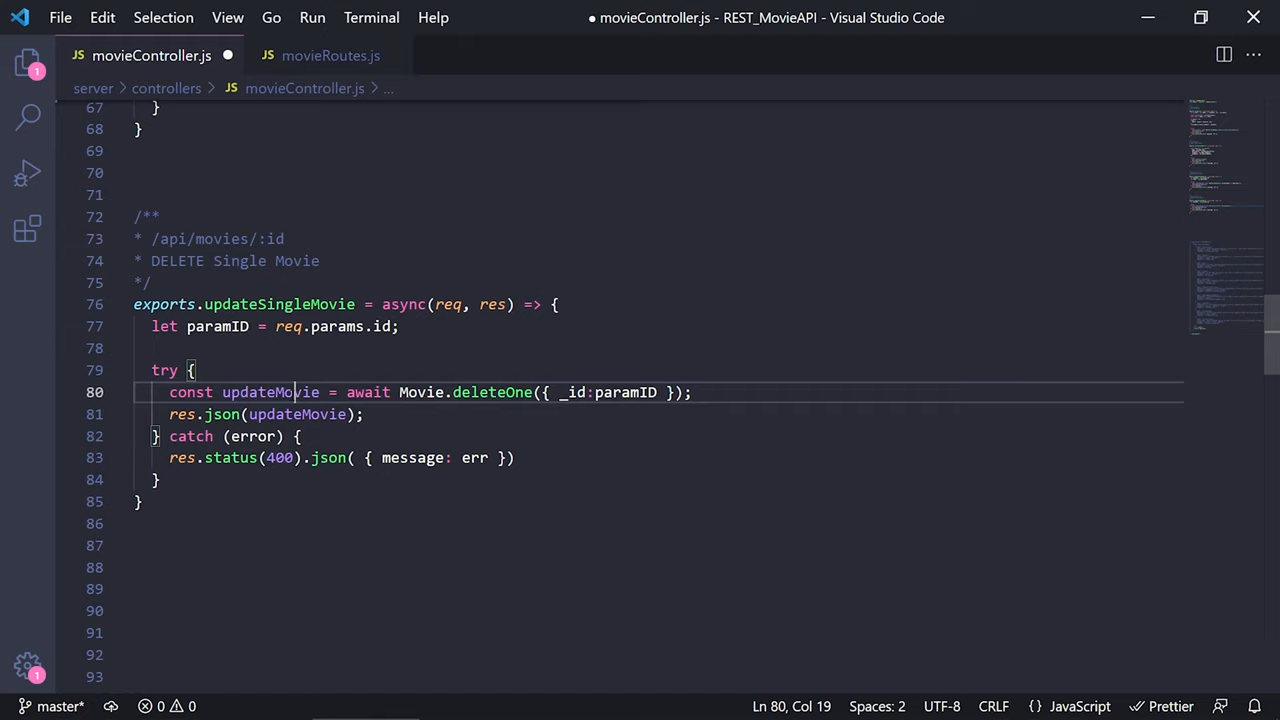 File Edit Selection View Go Run Terminal Help ● movieController.js - REST_MovieAPI - Visual Studio Code
JS movieController.js ● JS movieRoutes.js
server > controllers > JS movieController.js > ...
67 }
68 }
69
70
71
72 /**
73 * /api/movies/:id
74 * DELETE Single Movie
75 */
76 exports.updateSingleMovie = async(req, res) => {
77 let paramID = req.params.id;
78
79 try {
80 const updateMovie = await Movie.deleteOne({ _id:paramID });
81 res.json(updateMovie);
82 } catch (error) {
83 res.status(400).json( { message: err })
84 }
85 }
86
87
88
89
90
91
92
93
1
1
master* 0 0 Ln 80, Col 19 Spaces: 2 UTF-8 CRLF {} JavaScript Prettier